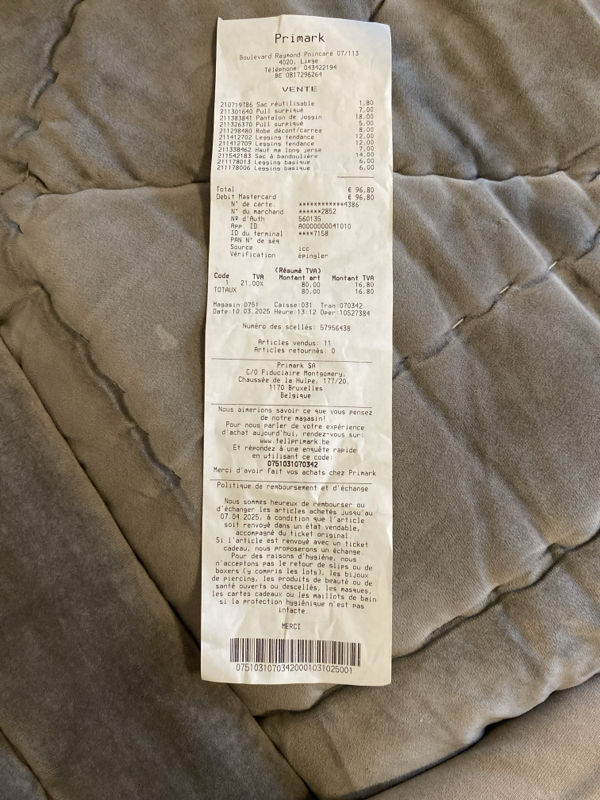 Primark
Boulevard Raymond Poincaré 07/113
4020, Liege
Téléphone: 043422194
BE 0817296264
VENTE
210719786 Sac réutilisable 1,80
211301640 Pull surpiqué 7,00
211383841 Pantalon de joggin 18,00
211326370 Pull surpiqué 5,00
211298480 Robe décont/carrea 8,00
211412702 Legging tendance 12,00
211412709 Legging tendance 12,00
211338462 Haut ma long jerse 7,00
211542183 Sac à bandoulière 14,00
211178013 Legging basique 6,00
211178006 Legging basique 6,00
Total € 96,80
Debit Mastercard € 96,80
N° de carte. ************4386
N° du marchand ******2852
Nº d'Auth 560135
App. ID A0000000041010
ID du terminal ****7158
PAN N° de séq
Source icc
Vérification épingler
(Résumé TVA)
Code TVA Montant art Montant TVA
1 21.00% 80.00 16.80
TOTAUX 80.00 16.80
Magasin:0751 Caisse:031 Tran:070342
Date:10.03.2025 Heure:13:12 Oper:10527384
Numéro des scellés: 57956438
Articles vendus: 11
Articles retournés: 0
Primark SA
C/O Fiduciaire Montgomery,
Chaussée de la Hulpe, 177/20,
1170 Bruxelles
Belgique
Nous aimerions savoir ce que vous pensez
de notre magasin!
Pour nous parler de votre expérience
d'achat aujourd'hui, rendez-vous sur:
www.tellprimark.be
Et répondez à une enquête rapide
en utilisant ce code:
0751031070342
Merci d'avoir fait vos achats chez Primark
Politique de remboursement et d'échange
Nous sommes heureux de rembourser ou
d'échanger les articles achetés jusqu'au
07.04.2025, à condition que l'article
soit renvoyé dans un état vendable,
accompagné du ticket original
Si l'article est renvoyé avec un ticket
cadeau, nous proposerons un échange.
Pour des raisons d'hygiène, nous
n'acceptons pas le retour de slips ou de
boxers (y compris les lots), les bijoux
de piercing, les produits de beauté ou de
santé ouverts ou descellés, les masques,
les cartes cadeaux ou les maillots de bain
si la protection hygiénique n'est pas
intacte.
MERCI
07510310703420001031025001